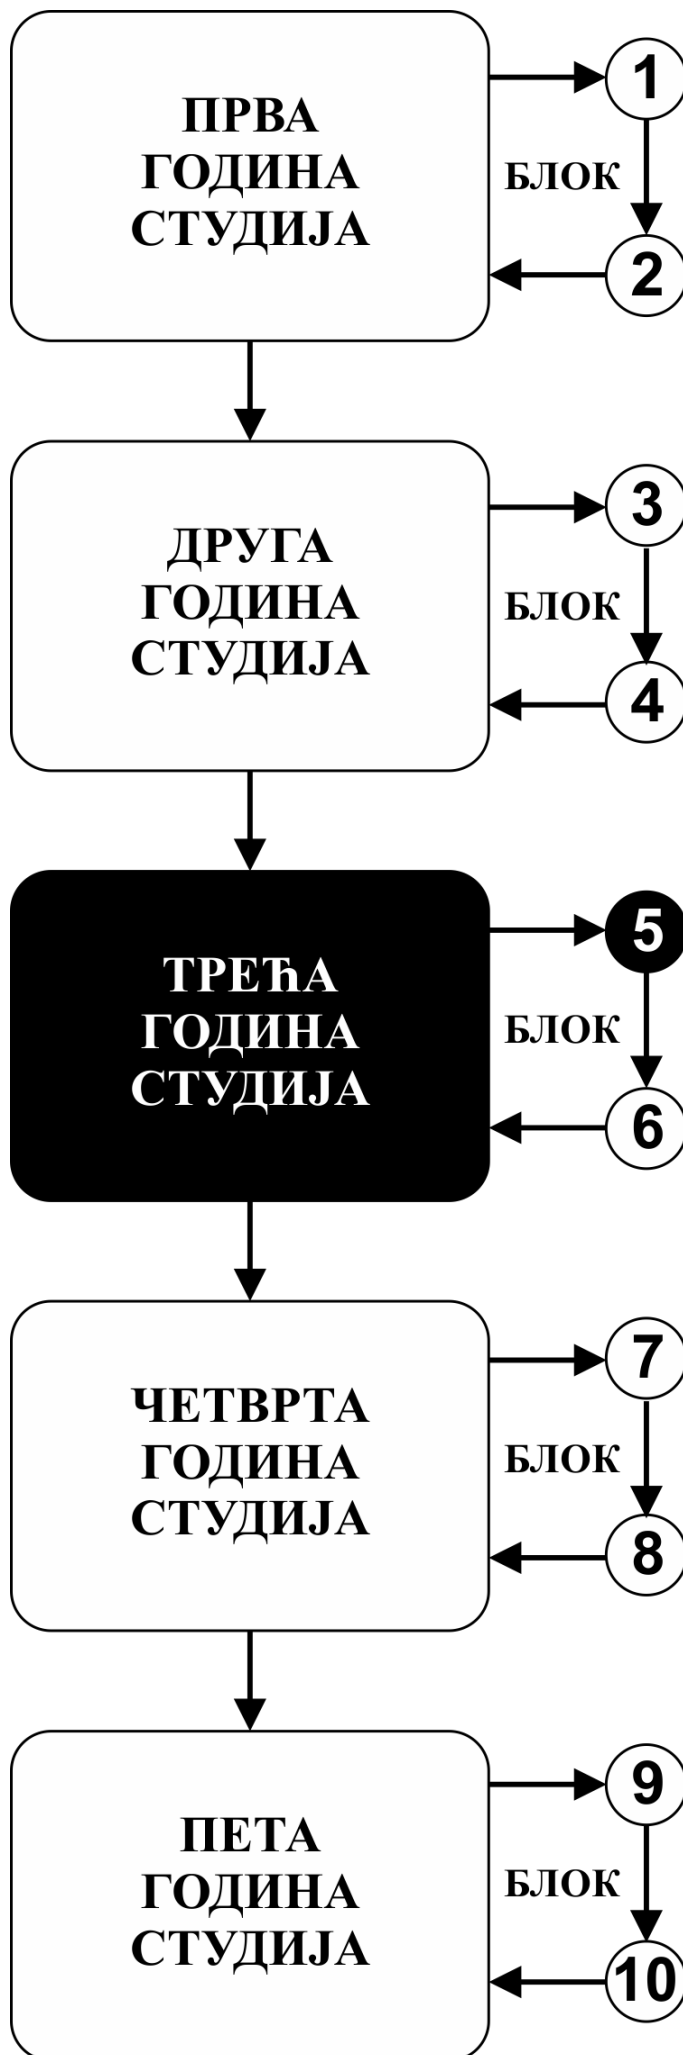 ПРВА
ГОДИНА
СТУДИЈА
1
БЛОК
2
ДРУГА
ГОДИНА
СТУДИЈА
3
БЛОК
4
ТРЕЋА
ГОДИНА
СТУДИЈА
5
БЛОК
6
ЧЕТВРТА
ГОДИНА
СТУДИЈА
7
БЛОК
8
ПЕТА
ГОДИНА
СТУДИЈА
9
БЛОК
10